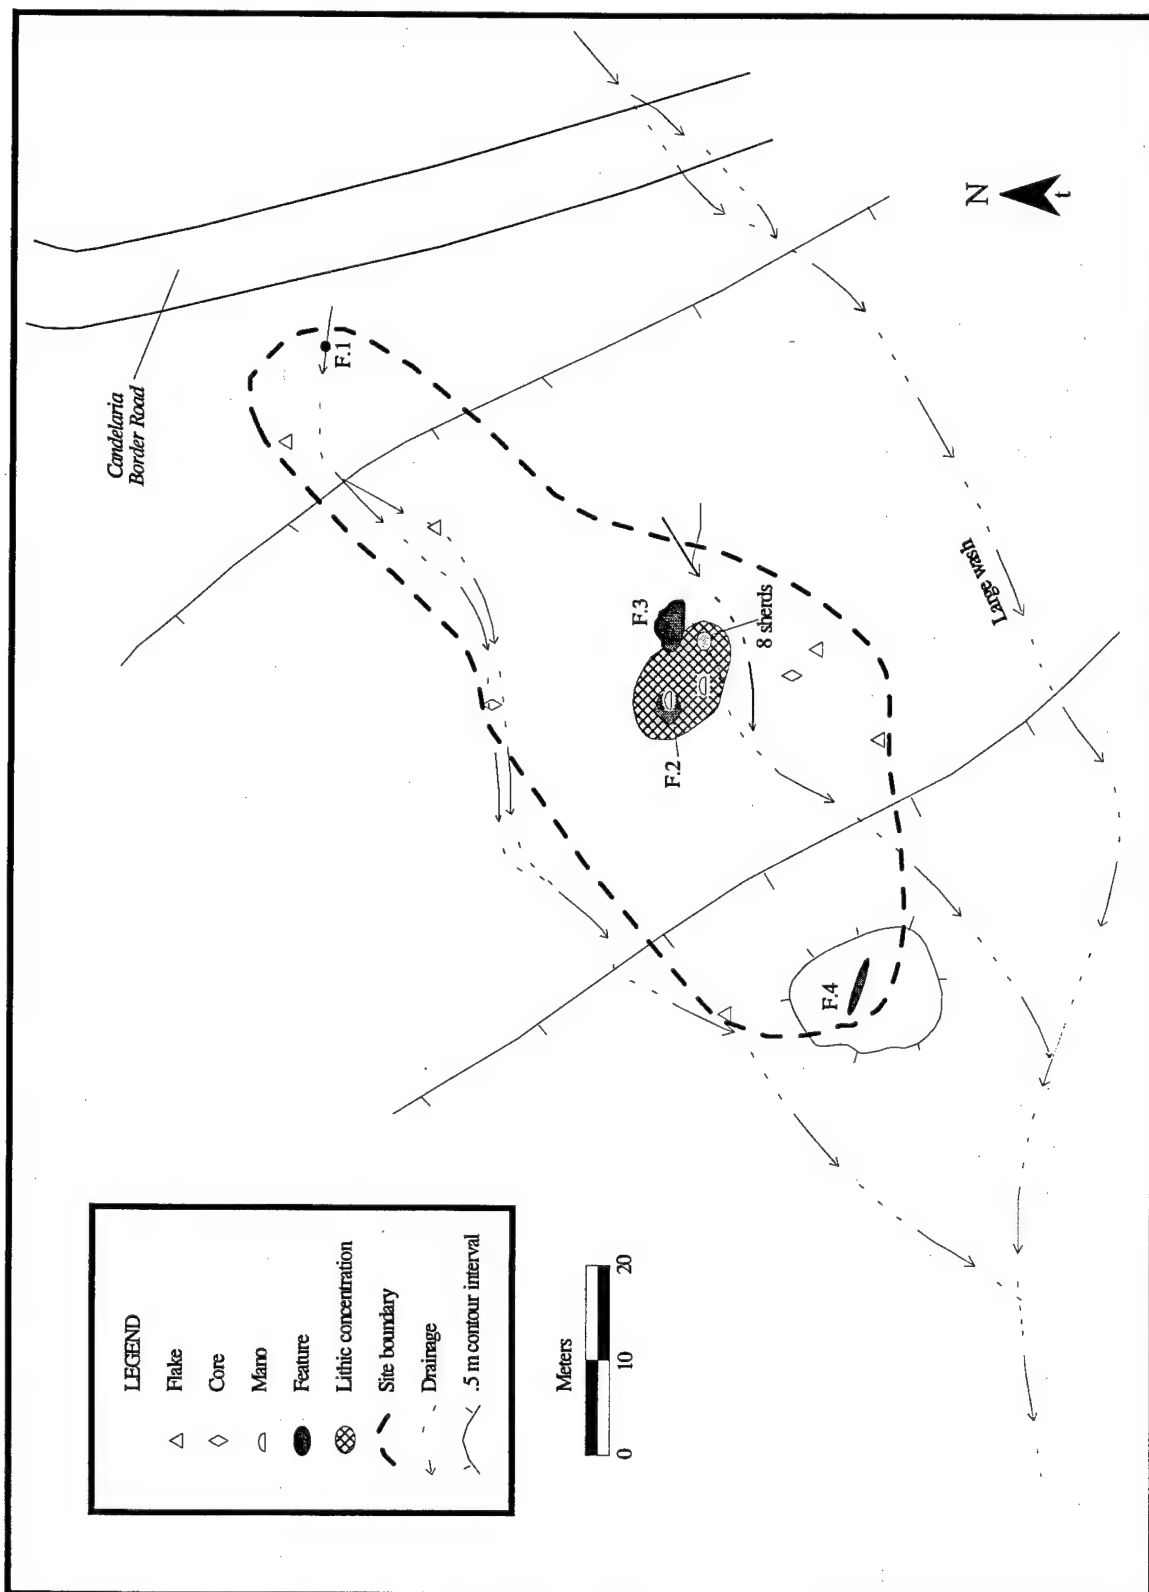 Candelaria
Border Road
N
t
F.1
F.3
F.2
8 sherds
F.4
Large wash
LEGEND
Flake
Core
Mano
Feature
Lithic concentration
Site boundary
Drainage
.5 m contour interval
Meters
0 10 20